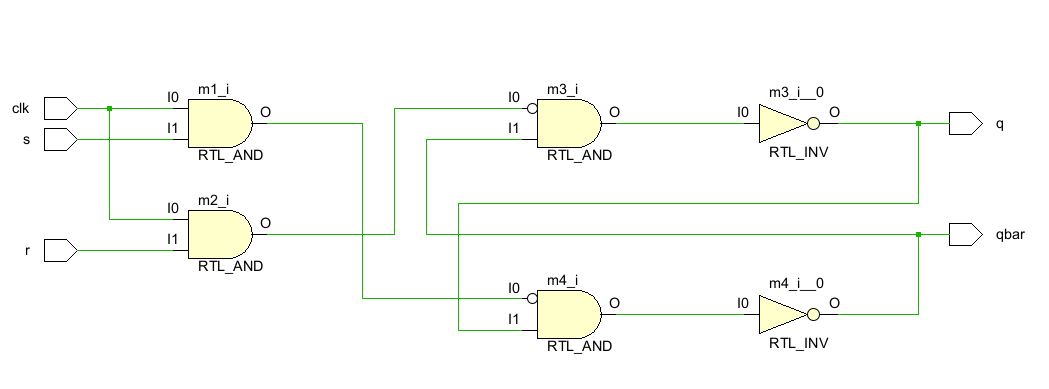 m1_i
clk I0 O
s I1
RTL_AND
m2_i
I0 O
r I1
RTL_AND
m3_i
I0 O
I1
RTL_AND
m3_i__0
I0 O
RTL_INV
q
qbar
m4_i
I0 O
I1
RTL_AND
m4_i__0
I0 O
RTL_INV